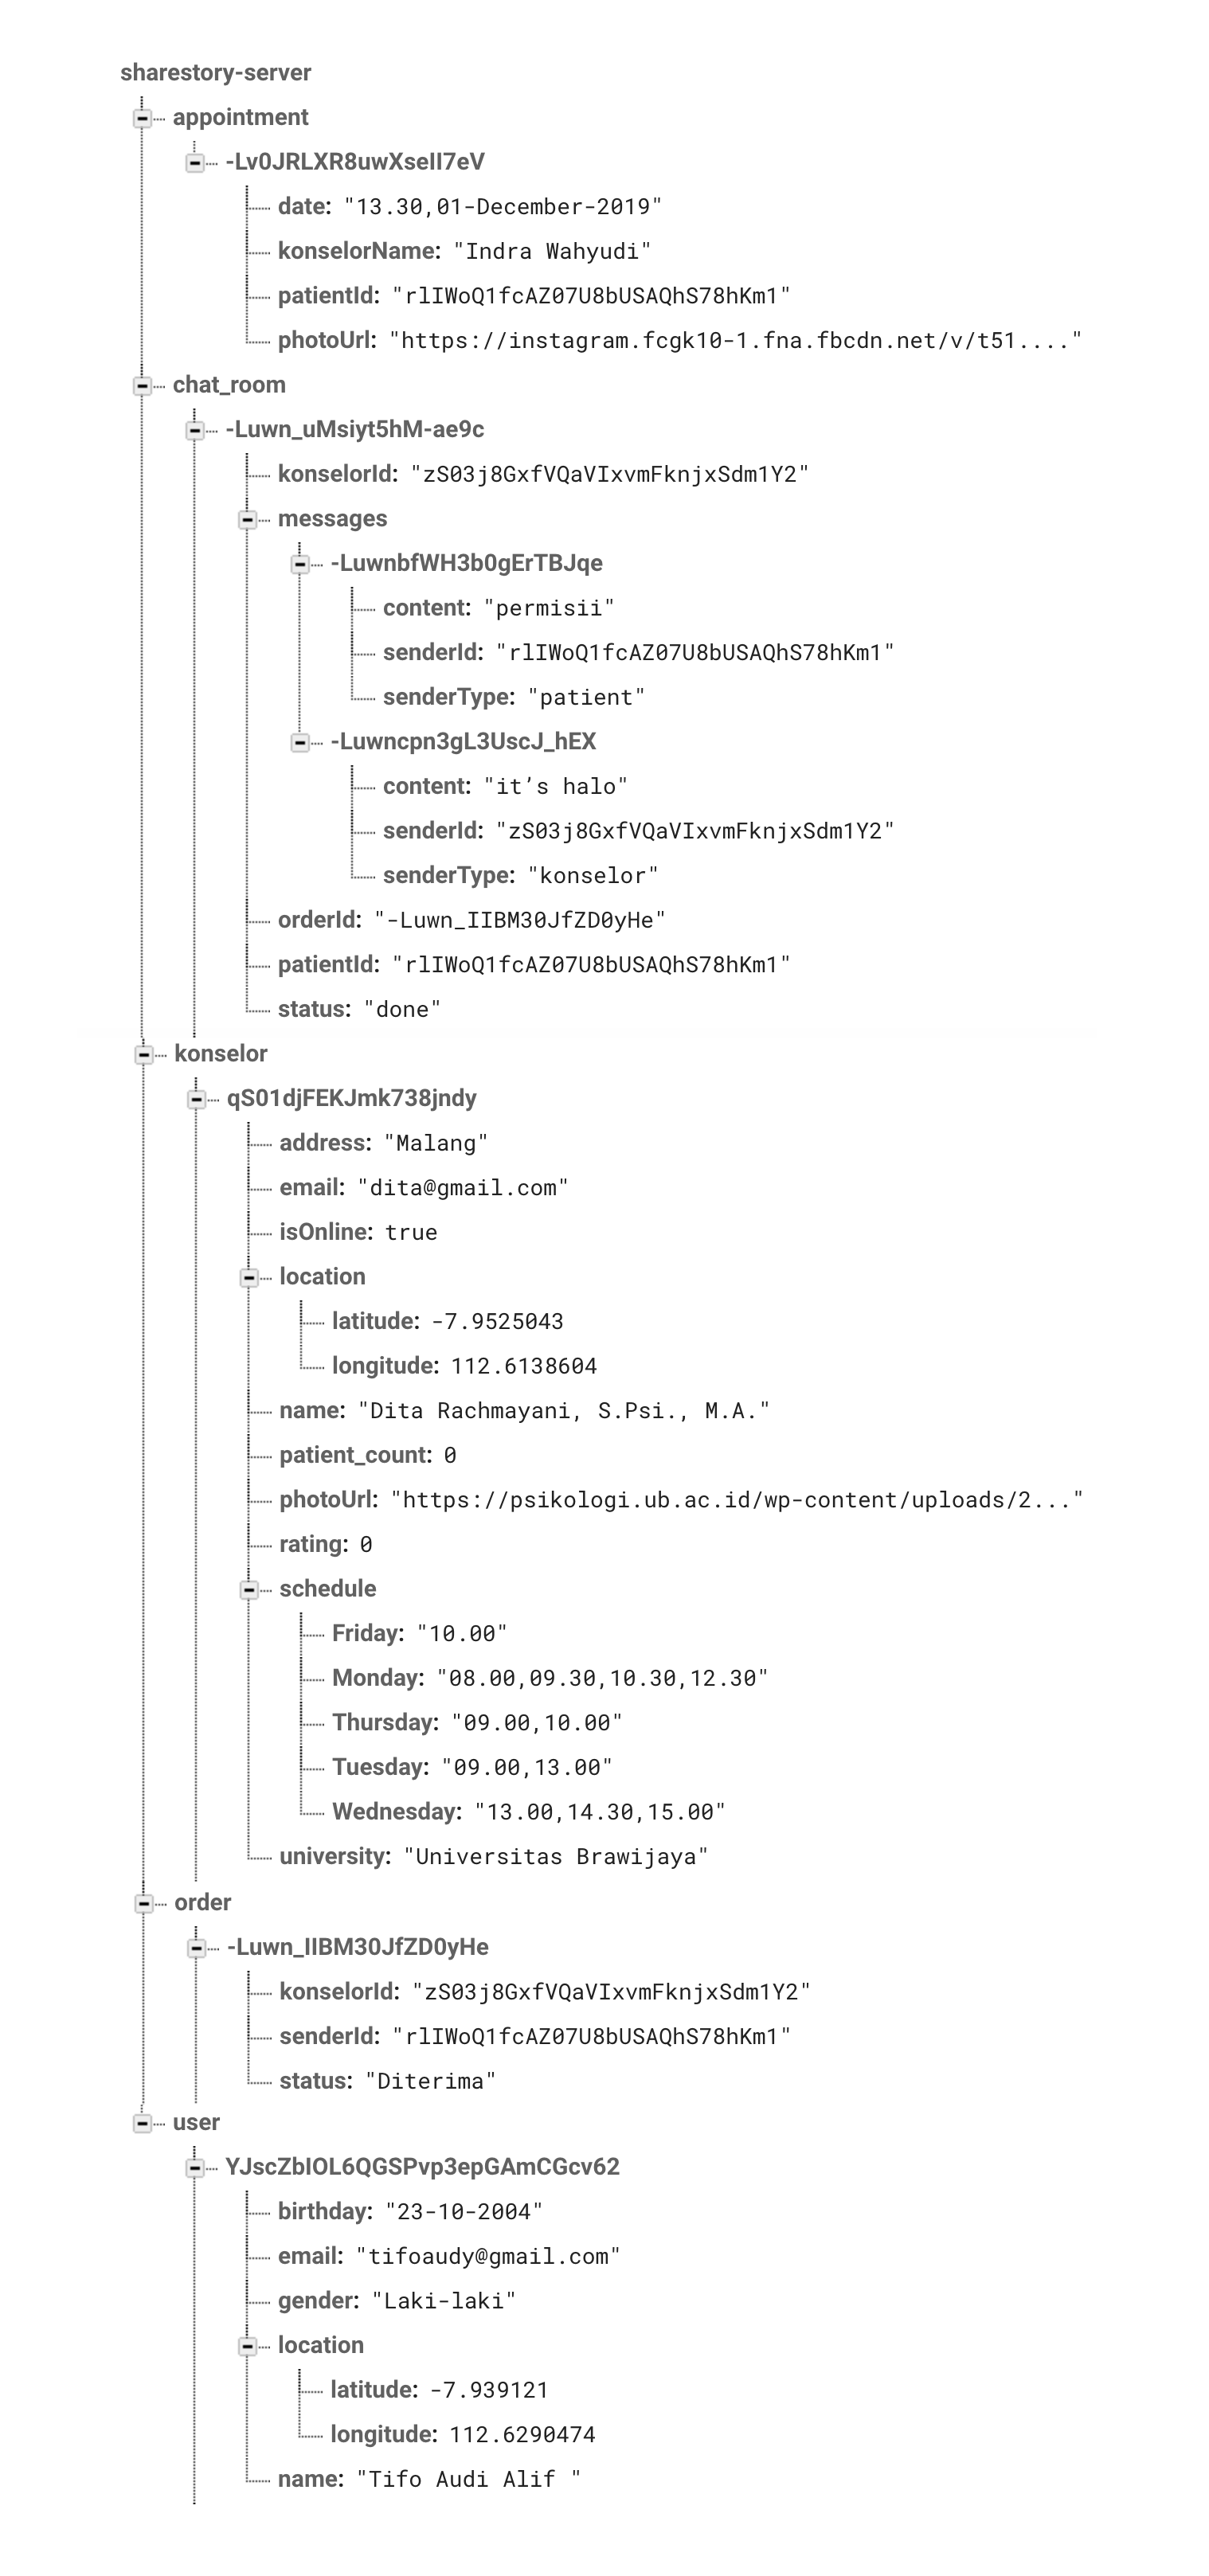 sharestory-server
appointment
-Lv0JRLXR8uwXseII7eV
date: "13.30,01-December-2019"
konselorName: "Indra Wahyudi"
patientId: "rlIWoQ1fcAZ07U8bUSAQhS78hKm1"
photoUrl: "https://instagram.fcgk10-1.fna.fbcdn.net/v/t51...."
chat_room
-Luwn_uMsiyt5hM-ae9c
konselorId: "zS03j8GxfVQaVIxvmFknjxSdm1Y2"
messages
-LuwnbfWH3b0gErTBJqe
content: "permisii"
senderId: "rlIWoQ1fcAZ07U8bUSAQhS78hKm1"
senderType: "patient"
-Luwncpn3gL3UscJ_hEX
content: "it’s halo"
senderId: "zS03j8GxfVQaVIxvmFknjxSdm1Y2"
senderType: "konselor"
orderId: "-Luwn_IIBM30JfZD0yHe"
patientId: "rlIWoQ1fcAZ07U8bUSAQhS78hKm1"
status: "done"
konselor
qS01djFEKJmk738jndy
address: "Malang"
email: "dita@gmail.com"
isOnline: true
location
latitude: -7.9525043
longitude: 112.6138604
name: "Dita Rachmayani, S.Psi., M.A."
patient_count: 0
photoUrl: "https://psikologi.ub.ac.id/wp-content/uploads/2..."
rating: 0
schedule
Friday: "10.00"
Monday: "08.00,09.30,10.30,12.30"
Thursday: "09.00,10.00"
Tuesday: "09.00,13.00"
Wednesday: "13.00,14.30,15.00"
university: "Universitas Brawijaya"
order
-Luwn_IIBM30JfZD0yHe
konselorId: "zS03j8GxfVQaVIxvmFknjxSdm1Y2"
senderId: "rlIWoQ1fcAZ07U8bUSAQhS78hKm1"
status: "Diterima"
user
YJscZbIOL6QGSPvp3epGAmCGcv62
birthday: "23-10-2004"
email: "tifoaudy@gmail.com"
gender: "Laki-laki"
location
latitude: -7.939121
longitude: 112.6290474
name: "Tifo Audi Alif "